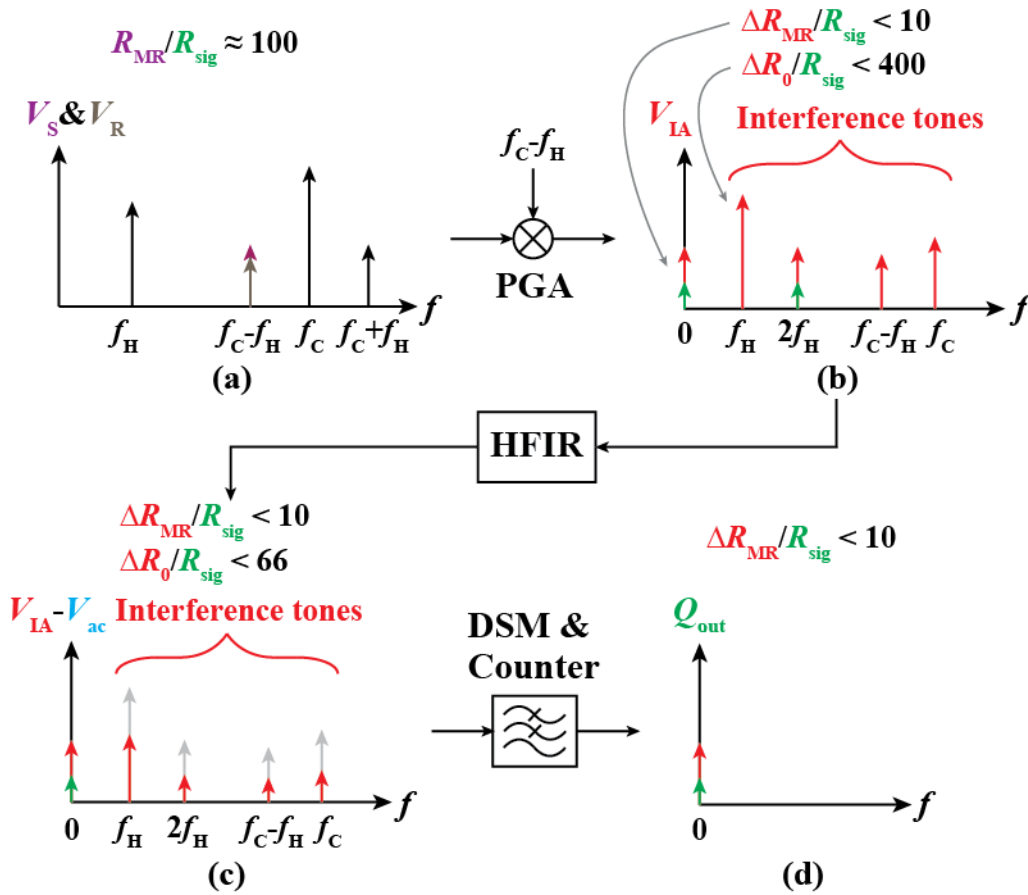 R_MR/R_sig ≈ 100
V_S & V_R
f_H
f_C-f_H
f_C
f_C+f_H
f
(a)
f_C-f_H
PGA
ΔR_MR/R_sig < 10
ΔR_0/R_sig < 400
V_IA
Interference tones
0
f_H
2f_H
f_C-f_H
f_C
f
(b)
HFIR
ΔR_MR/R_sig < 10
ΔR_0/R_sig < 66
V_IA-V_ac
Interference tones
0
f_H
2f_H
f_C-f_H
f_C
f
(c)
DSM &
Counter
ΔR_MR/R_sig < 10
Q_out
0
f
(d)